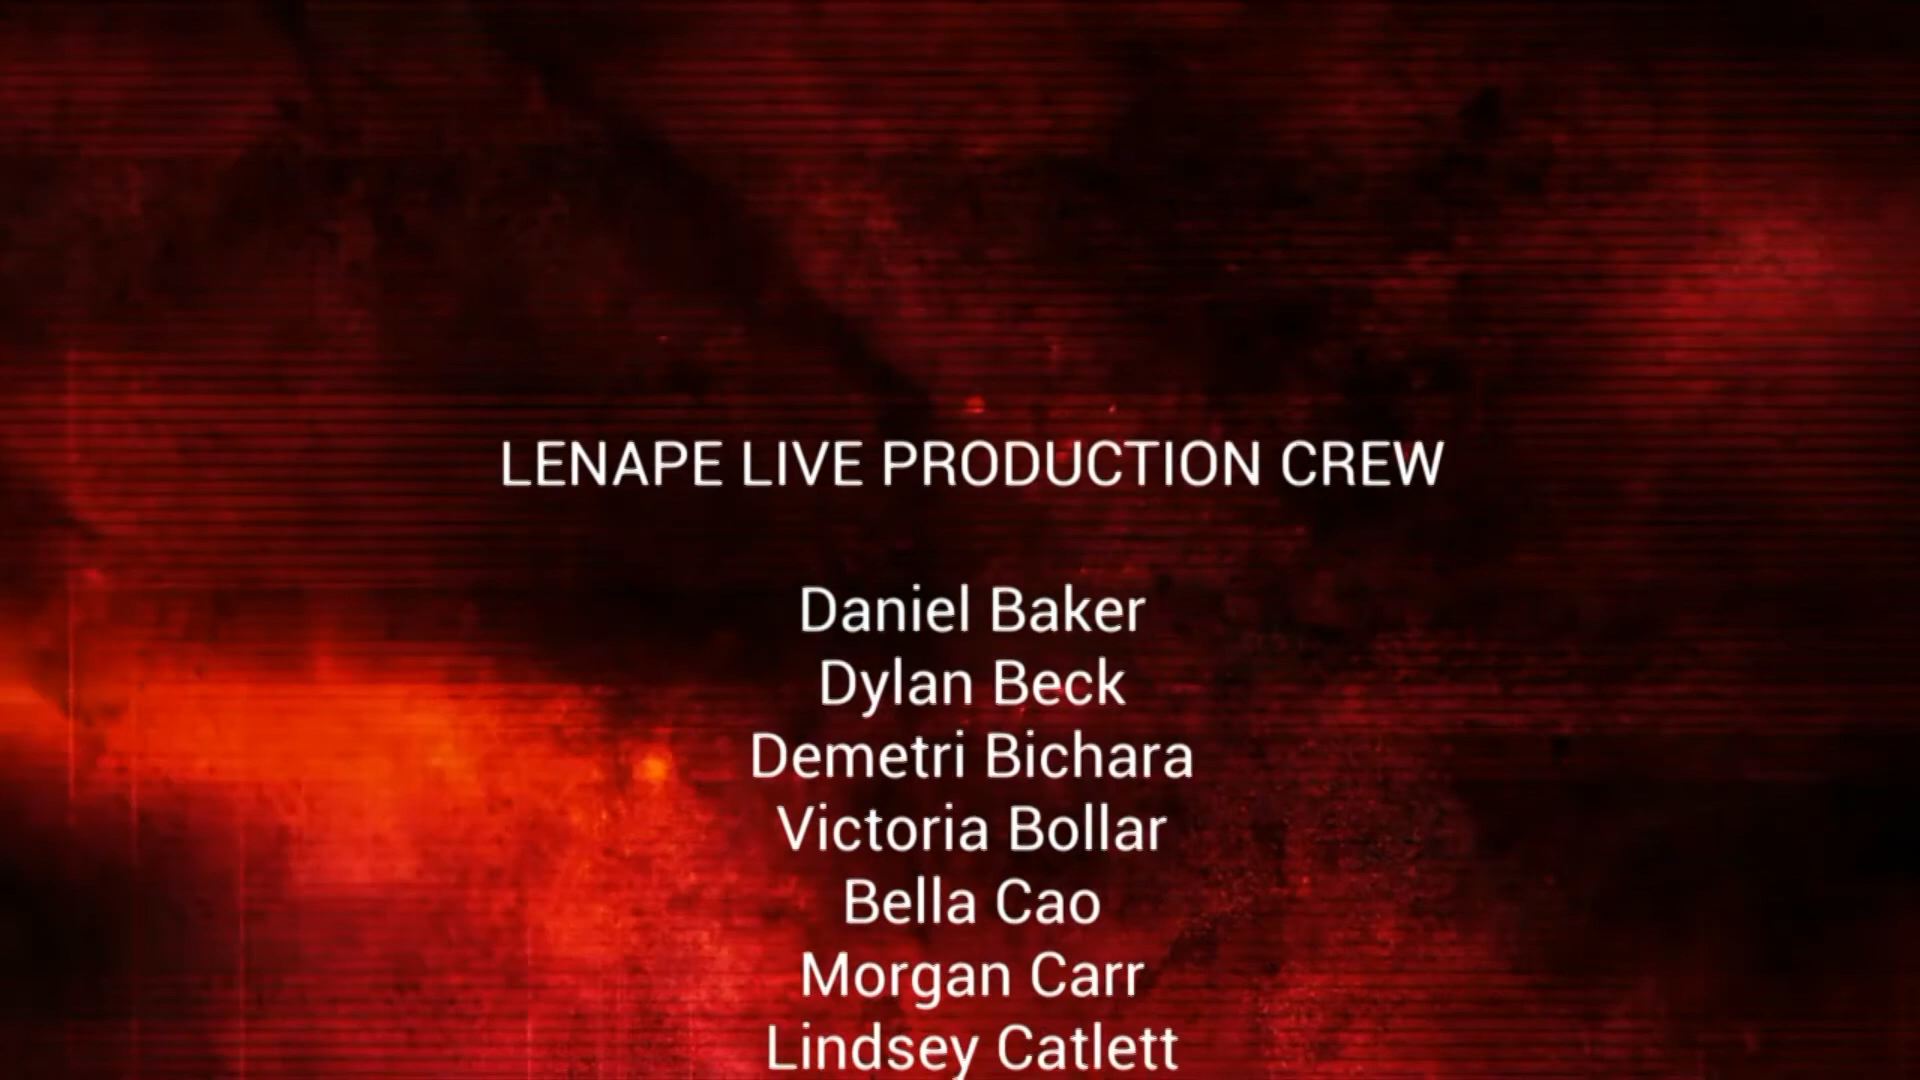 LENAPE LIVE PRODUCTION CREW
Daniel Baker
Dylan Beck
Demetri Bichara
Victoria Bollar
Bella Cao
Morgan Carr
Lindsey Catlett